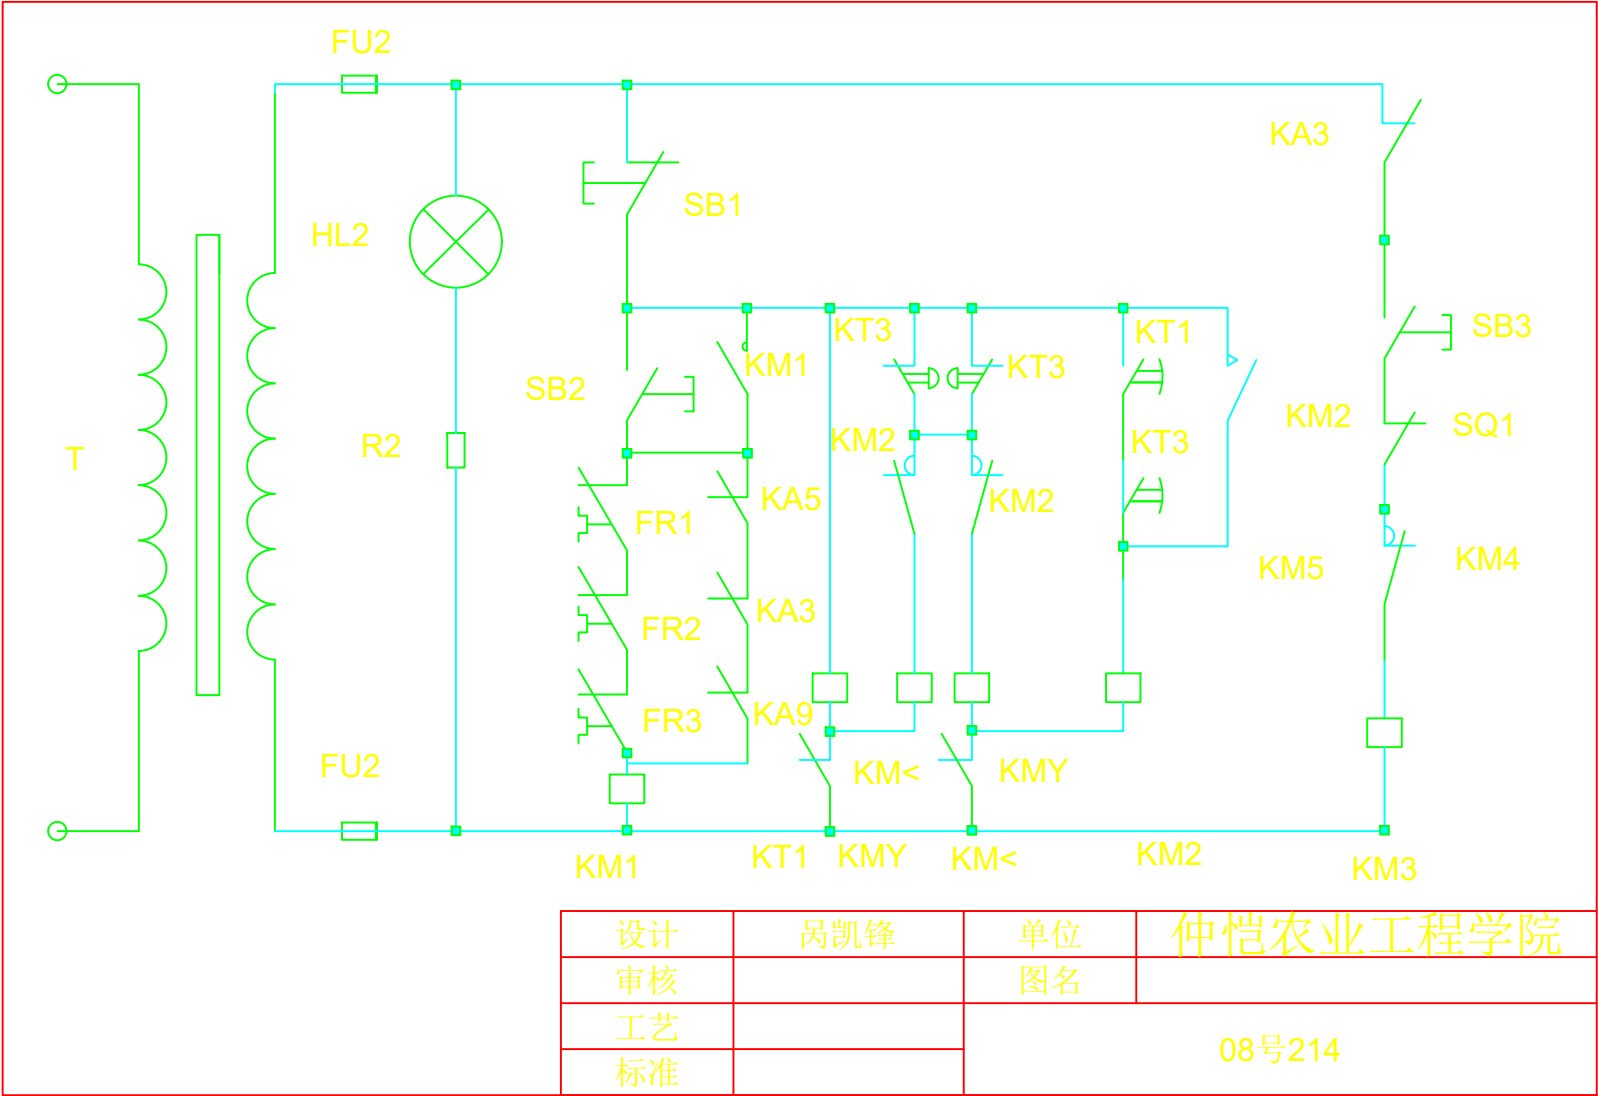 FU2
KA3
SB1
HL2
SB3
KT3
KT1
KM1
KT3
SB2
KM2
SQ1
KM2
KT3
R2
T
KA5
KM2
FR1
KM5
KM4
KA3
FR2
KA9
FR3
FU2
KM<
KMY
KM1
KT1
KMY
KM<
KM2
KM3
设计 呙凯锋 单位 仲恺农业工程学院
审核 图名
工艺
08号214
标准